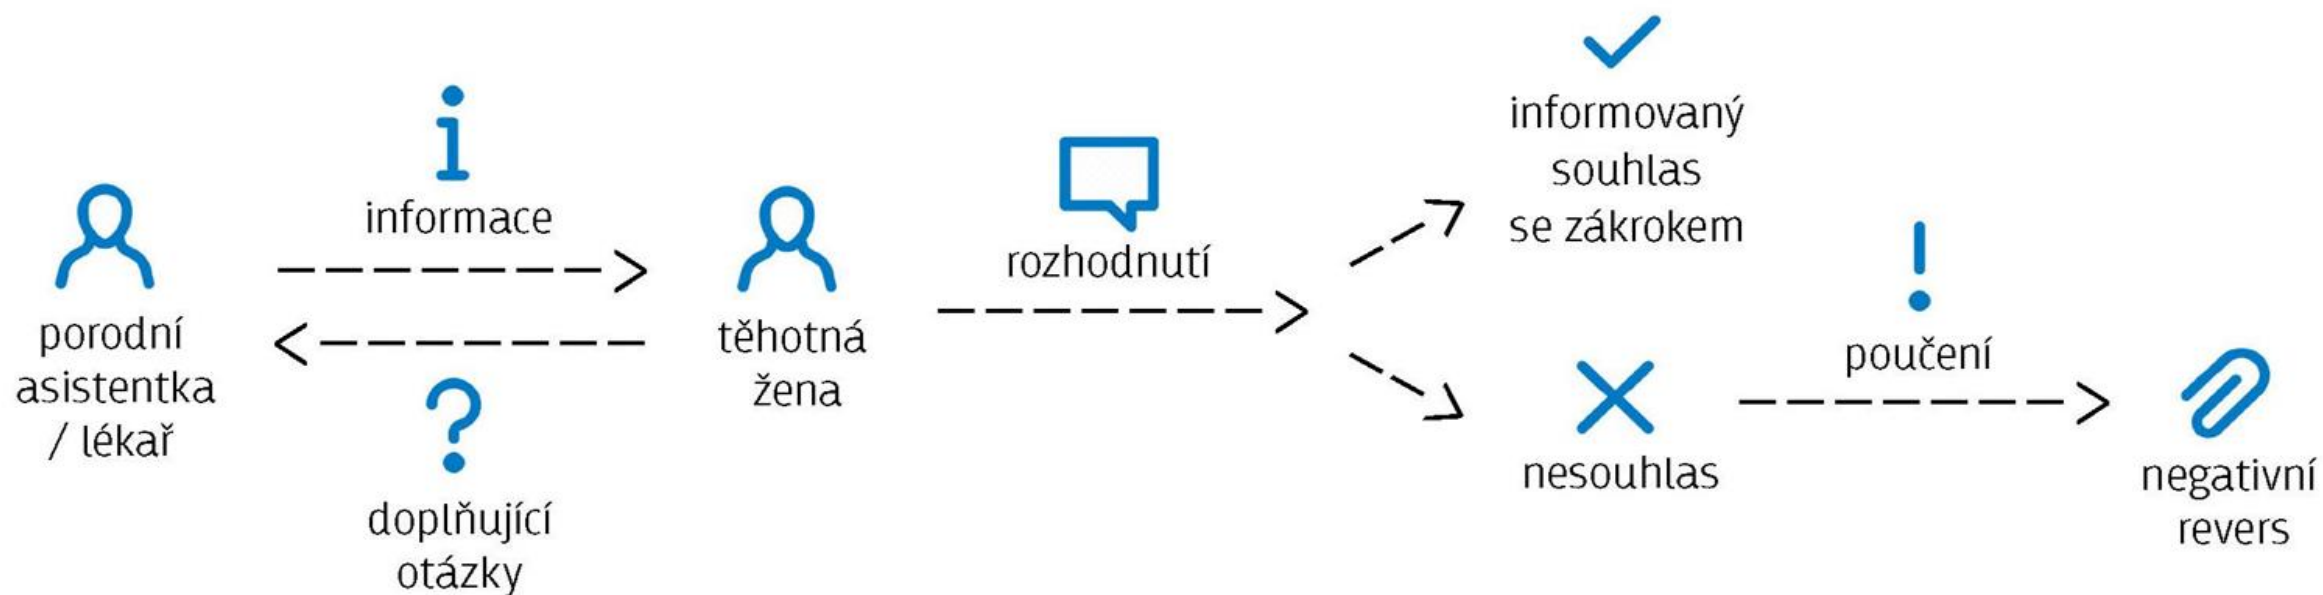 porodní
asistentka
/ lékař
informace
doplňující
otázky
těhotná
žena
rozhodnutí
informovaný
souhlas
se zákrokem
nesouhlas
poučení
negativní
revers